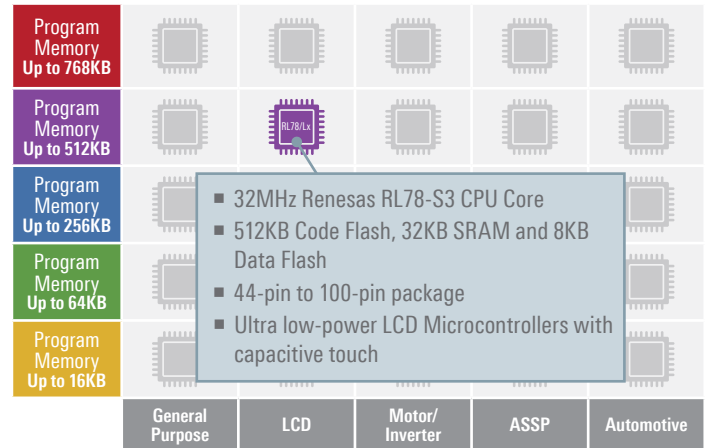 Program
Memory
Up to 768KB
Program
Memory
Up to 512KB
RL78/Lx
Program
Memory
Up to 256KB
■ 32MHz Renesas RL78-S3 CPU Core
■ 512KB Code Flash, 32KB SRAM and 8KB
Data Flash
■ 44-pin to 100-pin package
■ Ultra low-power LCD Microcontrollers with
capacitive touch
Program
Memory
Up to 64KB
Program
Memory
Up to 16KB
General
Purpose
LCD
Motor/
Inverter
ASSP
Automotive